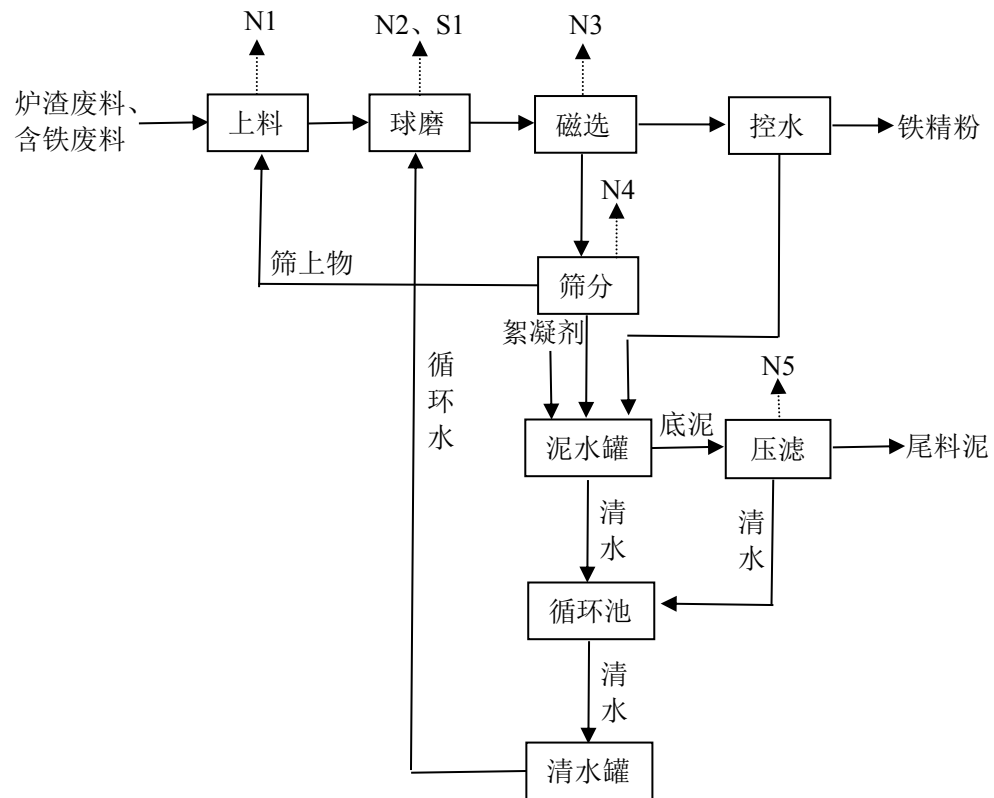 N1
N2、S1
N3
炉渣废料、
含铁废料
上料
球磨
磁选
控水
铁精粉
N4
筛上物
筛分
絮凝剂
循环水
N5
泥水罐
底泥
压滤
尾料泥
清水
清水
循环池
清水
清水罐